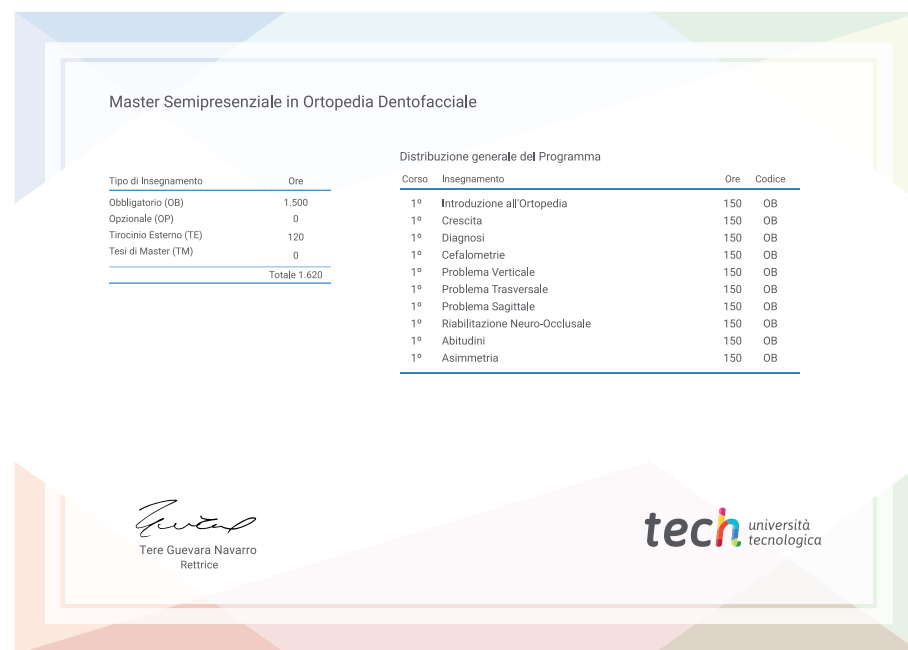 Master Semipresenziale in Ortopedia Dentofacciale
Tipo di Insegnamento Ore
Obbligatorio (OB) 1.500
Opzionale (OP) 0
Tirocinio Esterno (TE) 120
Tesi di Master (TM) 0
Totale 1.620
Distribuzione generale del Programma
Corso Insegnamento Ore Codice
1º Introduzione all'Ortopedia 150 OB
1º Crescita 150 OB
1º Diagnosi 150 OB
1º Cefalometrie 150 OB
1º Problema Verticale 150 OB
1º Problema Trasversale 150 OB
1º Problema Sagittale 150 OB
1º Riabilitazione Neuro-Occlusale 150 OB
1º Abitudini 150 OB
1º Asimmetria 150 OB
Tere Guevara Navarro
Rettrice
tech università
tecnologica